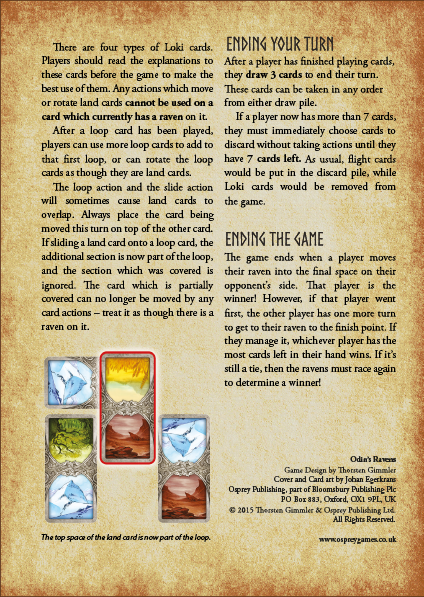 There are four types of Loki cards.
Players should read the explanations to
these cards before the game to make the
best use of them. Any actions which move
or rotate land cards cannot be used on a
card which currently has a raven on it.
After a loop card has been played,
players can use more loop cards to add to
that first loop, or can rotate the loop
cards as though they are land cards.
The loop action and the slide action
will sometimes cause land cards to
overlap. Always place the card being
moved this turn on top of the other card.
If sliding a land card onto a loop card, the
additional section is now part of the loop,
and the section which was covered is
ignored. The card which is partially
covered can no longer be moved by any
card actions – treat it as though there is a
raven on it.
The top space of the land card is now part of the loop.
ENDING YOUR TURN
After a player has finished playing cards,
they draw 3 cards to end their turn.
These cards can be taken in any order
from either draw pile.
If a player now has more than 7 cards,
they must immediately choose cards to
discard without taking actions until they
have 7 cards left. As usual, flight cards
would be put in the discard pile, while
Loki cards would be removed from
the game.
ENDING THE GAME
The game ends when a player moves
their raven into the final space on their
opponent's side. That player is the
winner! However, if that player went
first, the other player has one more turn
to get to their raven to the finish point. If
they manage it, whichever player has the
most cards left in their hand wins. If it's
still a tie, then the ravens must race again
to determine a winner!
Odin's Ravens
Game Design by Thorsten Gimmler
Cover and Card art by Johan Egerkrans
Osprey Publishing, part of Bloomsbury Publishing Plc
PO Box 883, Oxford, OX1 9PL, UK
© 2015 Thorsten Gimmler & Osprey Publishing Ltd.
All Rights Reserved.
www.ospreygames.co.uk